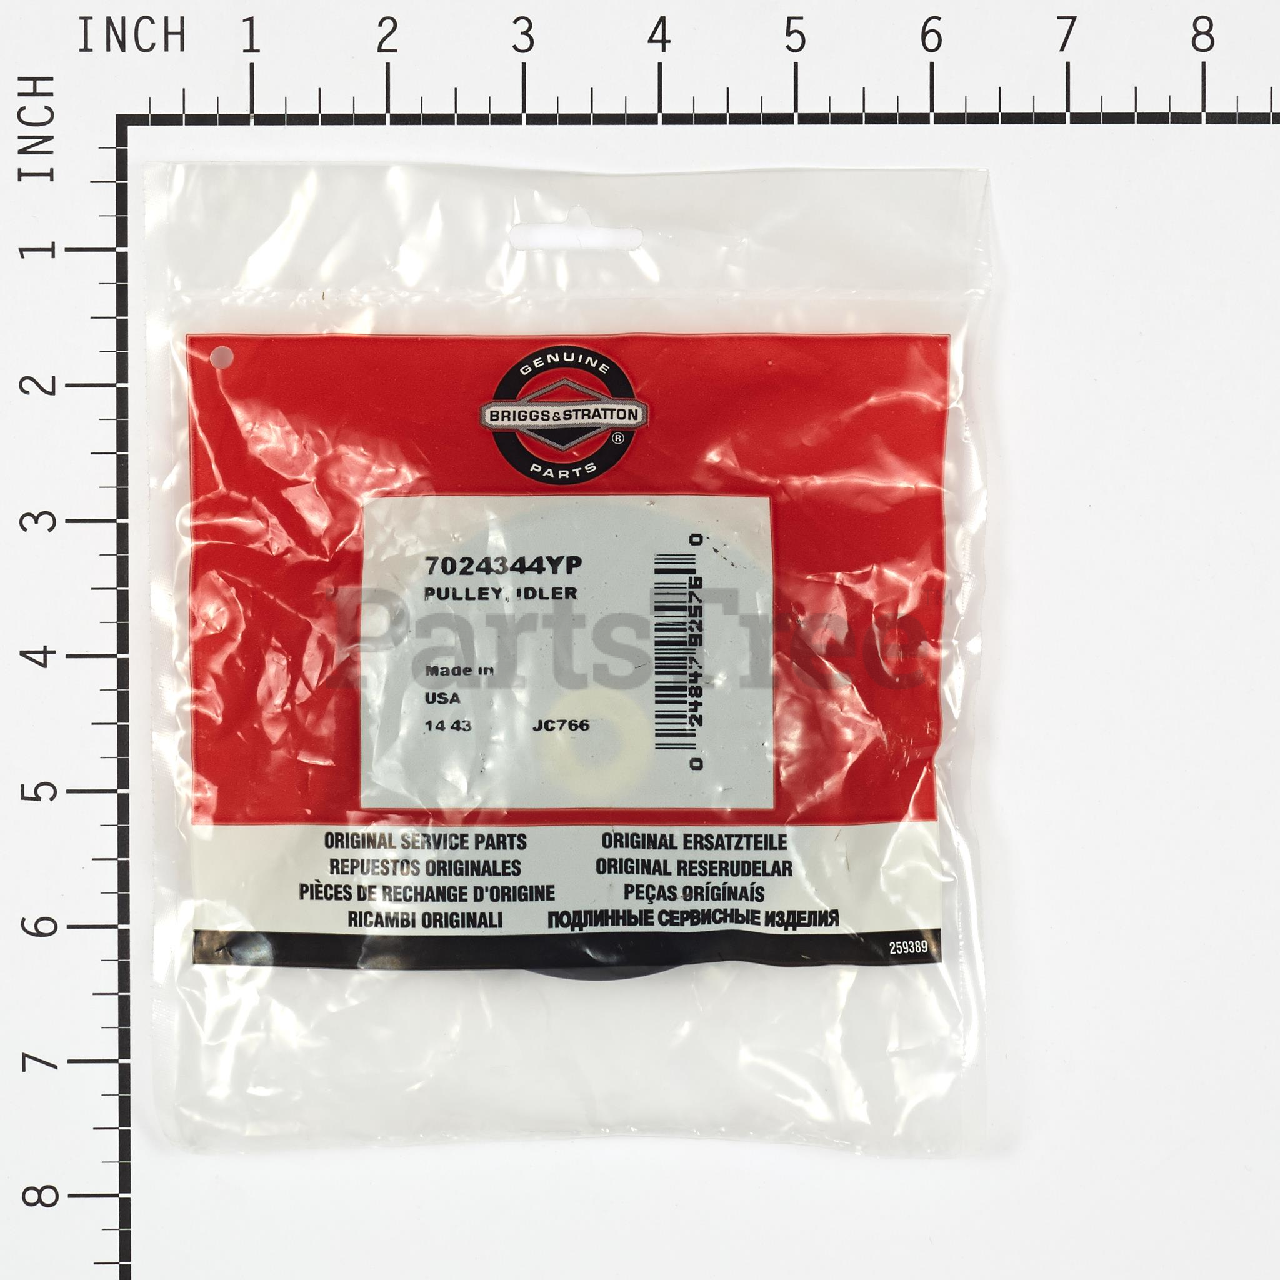 INCH 1 2 3 4 5 6 7 8
INCH
1
2
3
4
5
6
7
8
GENUINE
BRIGGS&STRATTON
®
PARTS
7024344YP
PULLEY, IDLER
Made in
USA
14 43 JC766
0 24847 92576 0
PartsTree
ORIGINAL SERVICE PARTS
REPUESTOS ORIGINALES
PIÈCES DE RECHANGE D'ORIGINE
RICAMBI ORIGINALI
ORIGINAL ERSATZTEILE
ORIGINAL RESERUDELAR
PEÇAS ORÍGÍNAÍS
ПОДЛИННЫЕ СЕРВИСНЫЕ ИЗДЕЛИЯ
259389